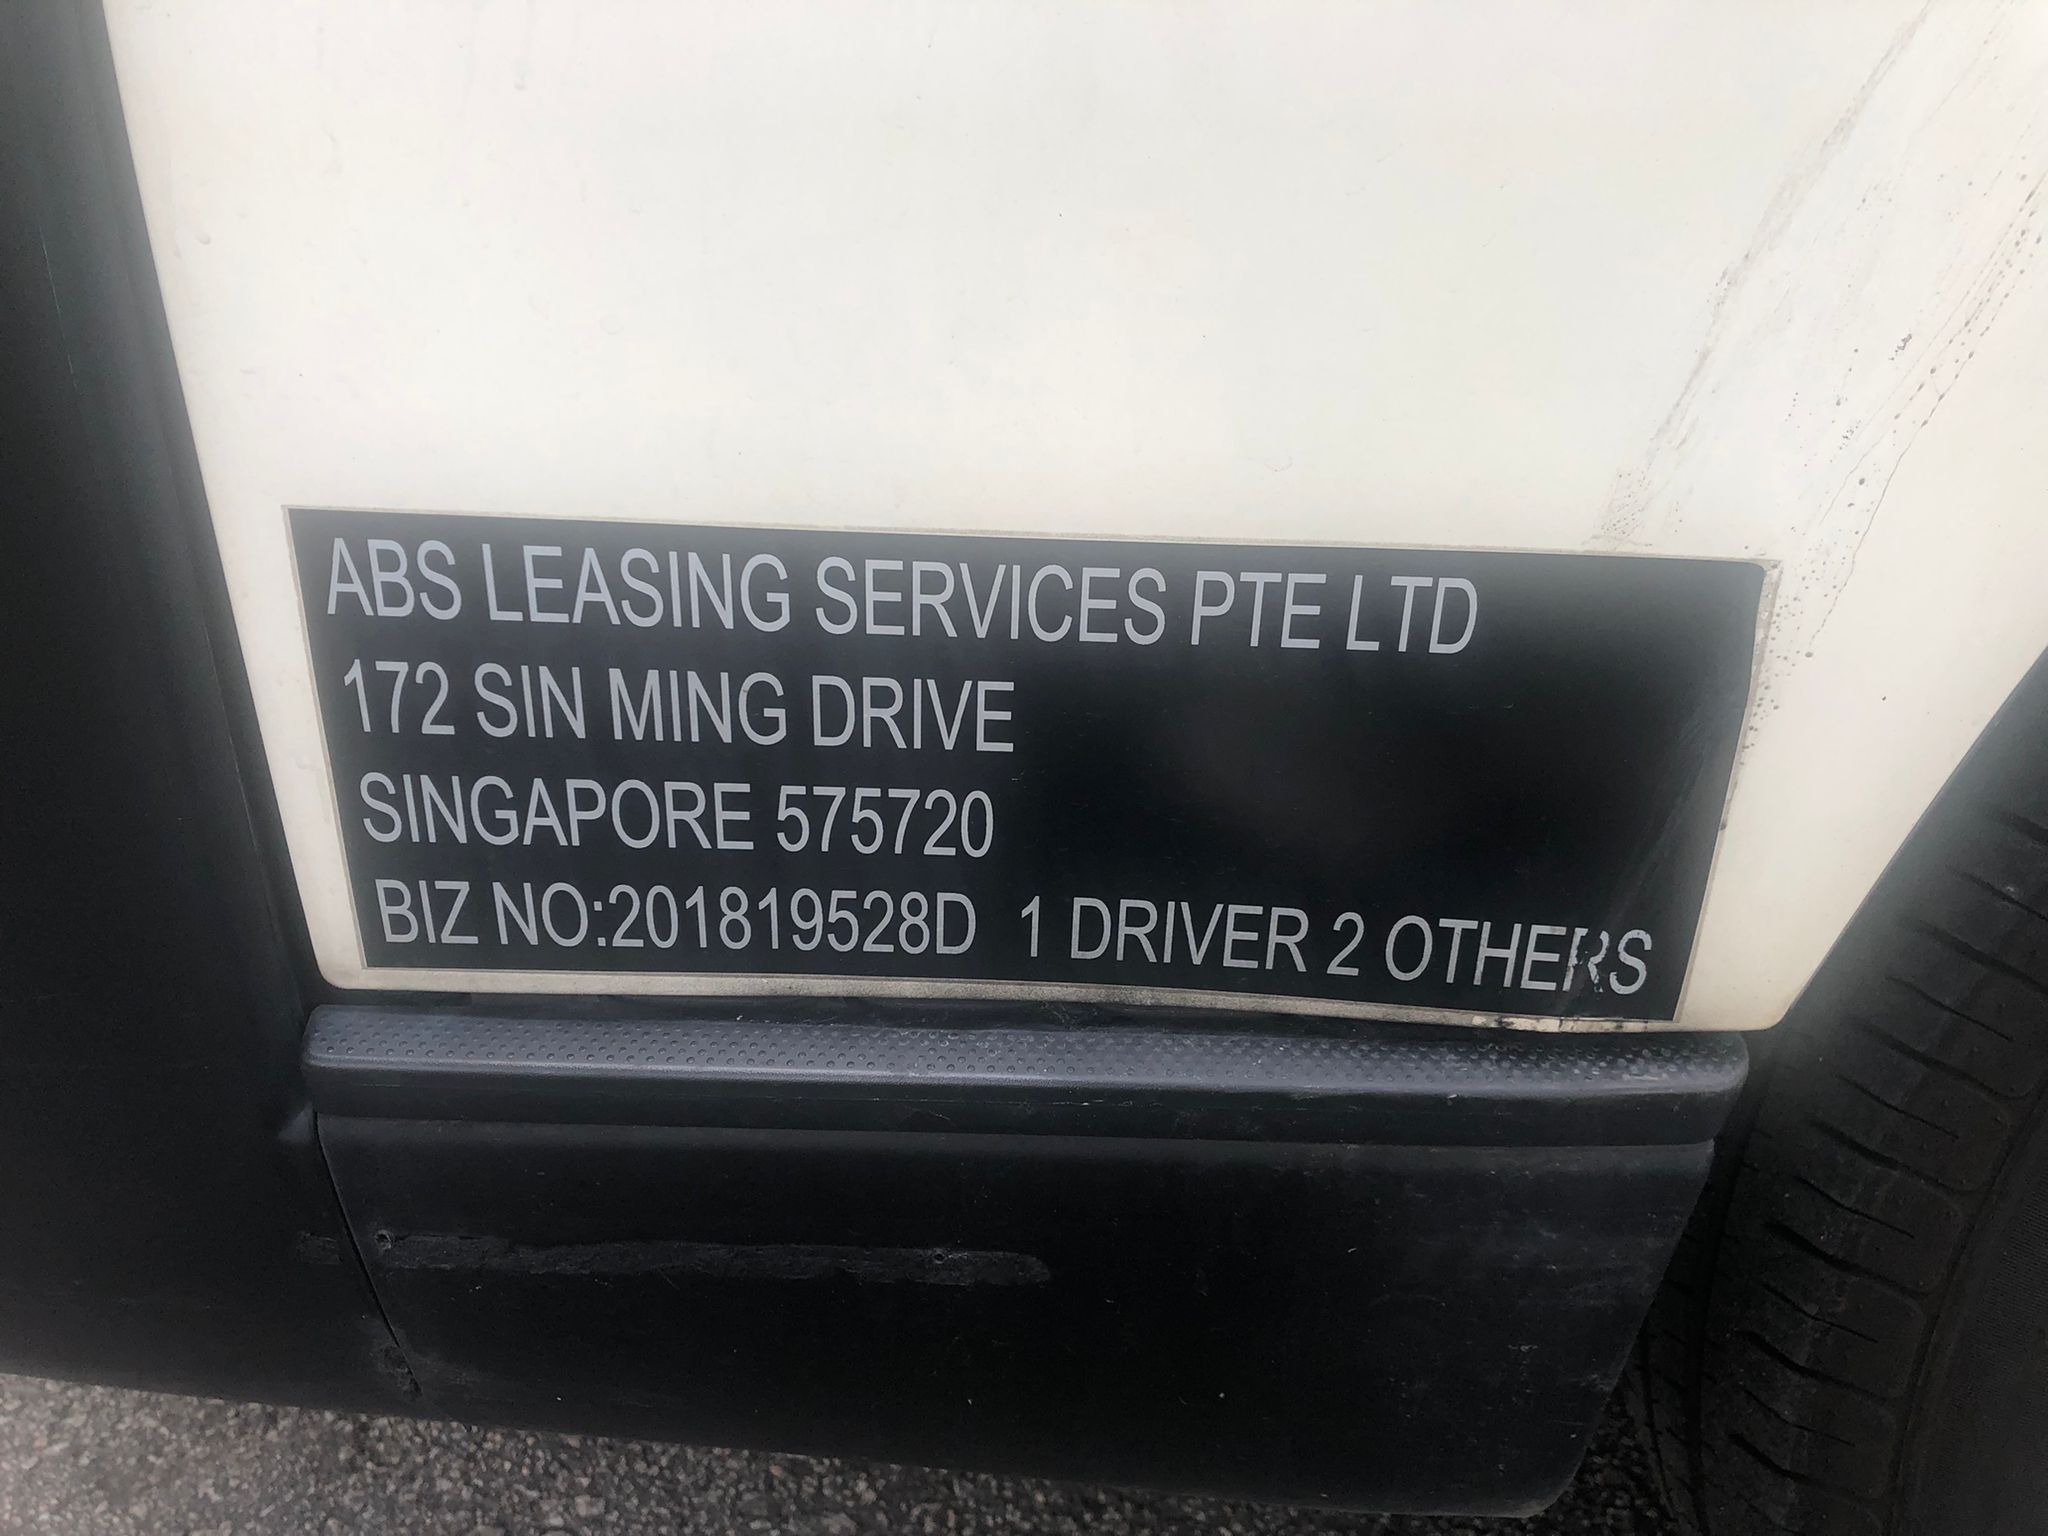 ABS LEASING SERVICES PTE LTD
172 SIN MING DRIVE
SINGAPORE 575720
BIZ NO:201819528D 1 DRIVER 2 OTHERS